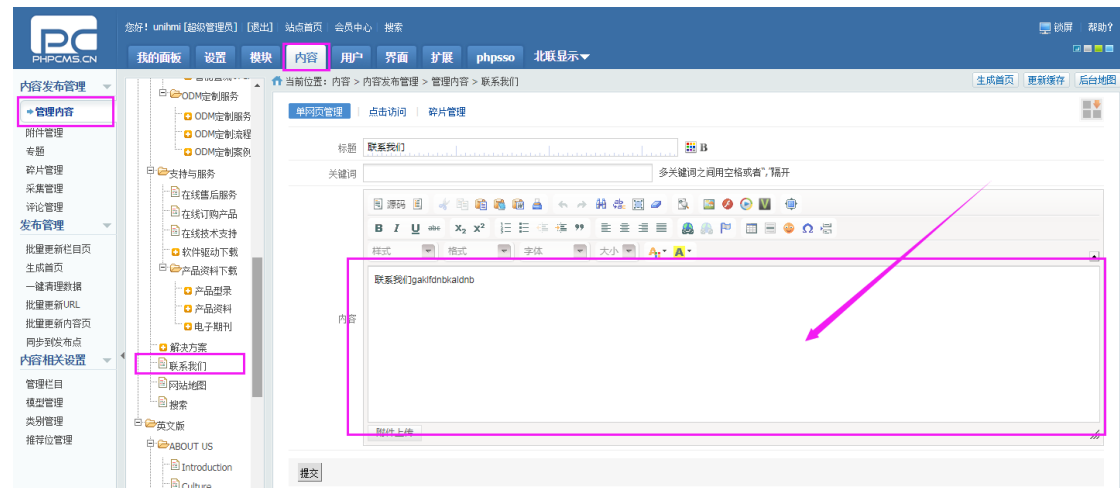 PHPCMS.CN
您好！unihmi [超级管理员] [退出] 站点首页 会员中心 搜索 锁屏 帮助?
我的面板 设置 模块 内容 用户 界面 扩展 phpsso 北联显示
当前位置: 内容 > 内容发布管理 > 管理内容 > 联系我们 生成首页 更新缓存 后台地图
内容发布管理
管理内容
附件管理
专题
碎片管理
采集管理
评论管理
发布管理
批量更新栏目页
生成首页
一键清理数据
批量更新URL
批量更新内容页
同步到发布点
内容相关设置
管理栏目
模型管理
类别管理
推荐位管理
ODM定制服务
ODM定制服务
ODM定制流程
ODM定制案例
支持与服务
在线售后服务
在线订购产品
在线技术支持
软件驱动下载
产品资料下载
产品型录
产品资料
电子期刊
解决方案
联系我们
网站地图
搜索
英文版
ABOUT US
Introduction
Culture
单网页管理 点击访问 碎片管理
标题 联系我们 B
关键词 多关键词之间用空格或者","隔开
源码
B I U abc X₂ X²
样式 格式 字体 大小 A A
内容
联系我们gakifdnbkaldnb
附件上传
提交